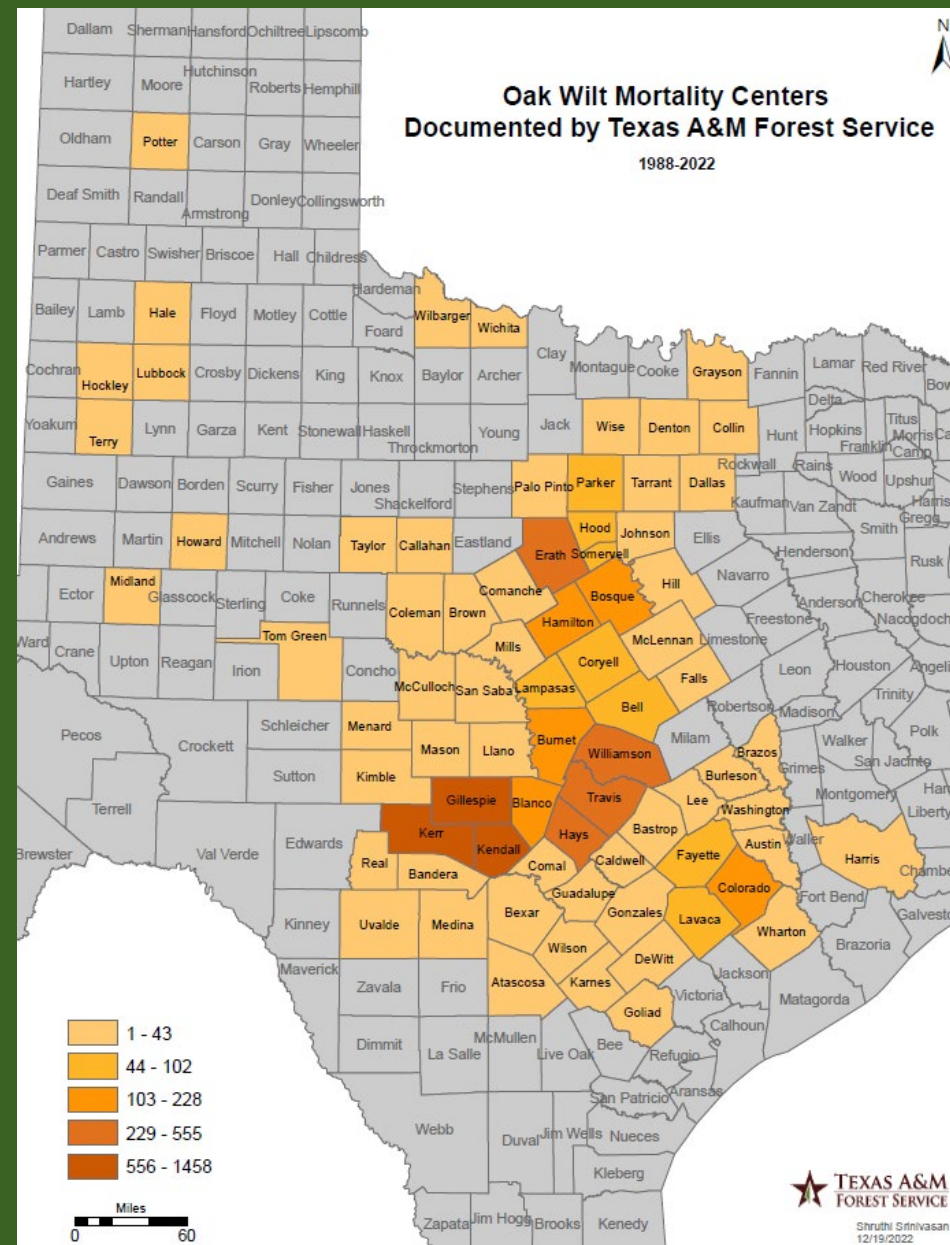 N
Oak Wilt Mortality Centers
Documented by Texas A&M Forest Service
1988-2022
Dallam Sherman Hansford Ochiltree Lipscomb
Hartley Moore Hutchinson Roberts Hemphill
Oldham Potter Carson Gray Wheeler
Deaf Smith Randall Armstrong Donley Collingsworth
Parmer Castro Swisher Briscoe Hall Childress
Hardeman
Bailey Lamb Hale Floyd Motley Cottle Foard Wilbarger Wichita
Clay Montague Cooke Grayson Fannin Lamar Red River Bow
Cochran Hockley Lubbock Crosby Dickens King Knox Baylor Archer
Delta
Yoakum Terry Lynn Garza Kent Stonewall Haskell Throckmorton Young Jack Wise Denton Collin Hunt Hopkins Franklin Titus Morris Ca
Camp
Gaines Dawson Borden Scurry Fisher Jones Shackelford Stephens Palo Pinto Parker Tarrant Dallas Rockwall Rains Wood Upshur Harris
Kaufman Van Zandt Smith Gregg
Andrews Martin Howard Mitchell Nolan Taylor Callahan Eastland Erath Hood Somervell Johnson Ellis Henderson Rusk
Ector Midland Glasscock Sterling Coke Runnels Coleman Brown Comanche Hamilton Bosque Hill Navarro Anderson Cherokee
Freestone Nacogdoch
Ward Crane Upton Reagan Irion Tom Green Concho McCulloch San Saba Mills Lampasas Coryell McLennan Limestone Falls Leon Houston Angeli
Trinity
Pecos Crockett Schleicher Menard Mason Llano Burnet Bell Milam Robertson Madison Walker Polk
Terrell Sutton Kimble Gillespie Blanco Williamson Travis Burleson Brazos Grimes San Jacinto
Lee Washington Montgomery Hard
Liberty
Brewster Val Verde Edwards Kerr Kendall Hays Bastrop Fayette Austin Waller Harris Chambe
Real Bandera Comal Caldwell Colorado Fort Bend
Kinney Uvalde Medina Bexar Guadalupe Gonzales Lavaca Wharton Brazoria Galvesto
Maverick Zavala Frio Atascosa Wilson Karnes DeWitt Jackson Matagorda
Goliad Victoria Calhoun
Dimmit La Salle McMullen Live Oak Bee Refugio
San Patricio Aransas
Webb Duval Jim Wells Nueces
Kleberg
Zapata Jim Hogg Brooks Kenedy
1 - 43
44 - 102
103 - 228
229 - 555
556 - 1458
Miles
0 60
TEXAS A&M
FOREST SERVICE
Shruthi Srinivasan
12/19/2022